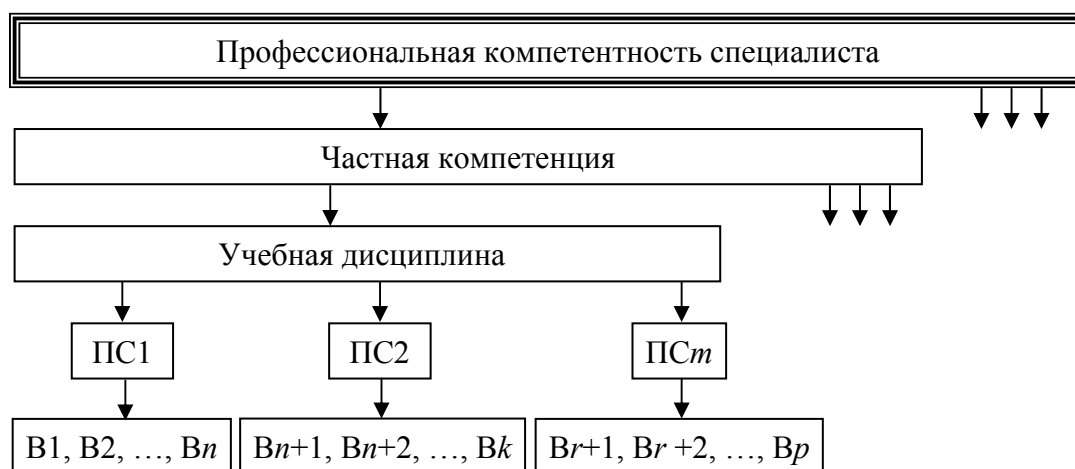 Профессиональная компетентность специалиста
Частная компетенция
Учебная дисциплина
ПС1 ПС2 ПСm
В1, В2, …, Вn Вn+1, Вn+2, …, Вk Вr+1, Вr +2, …, Вp